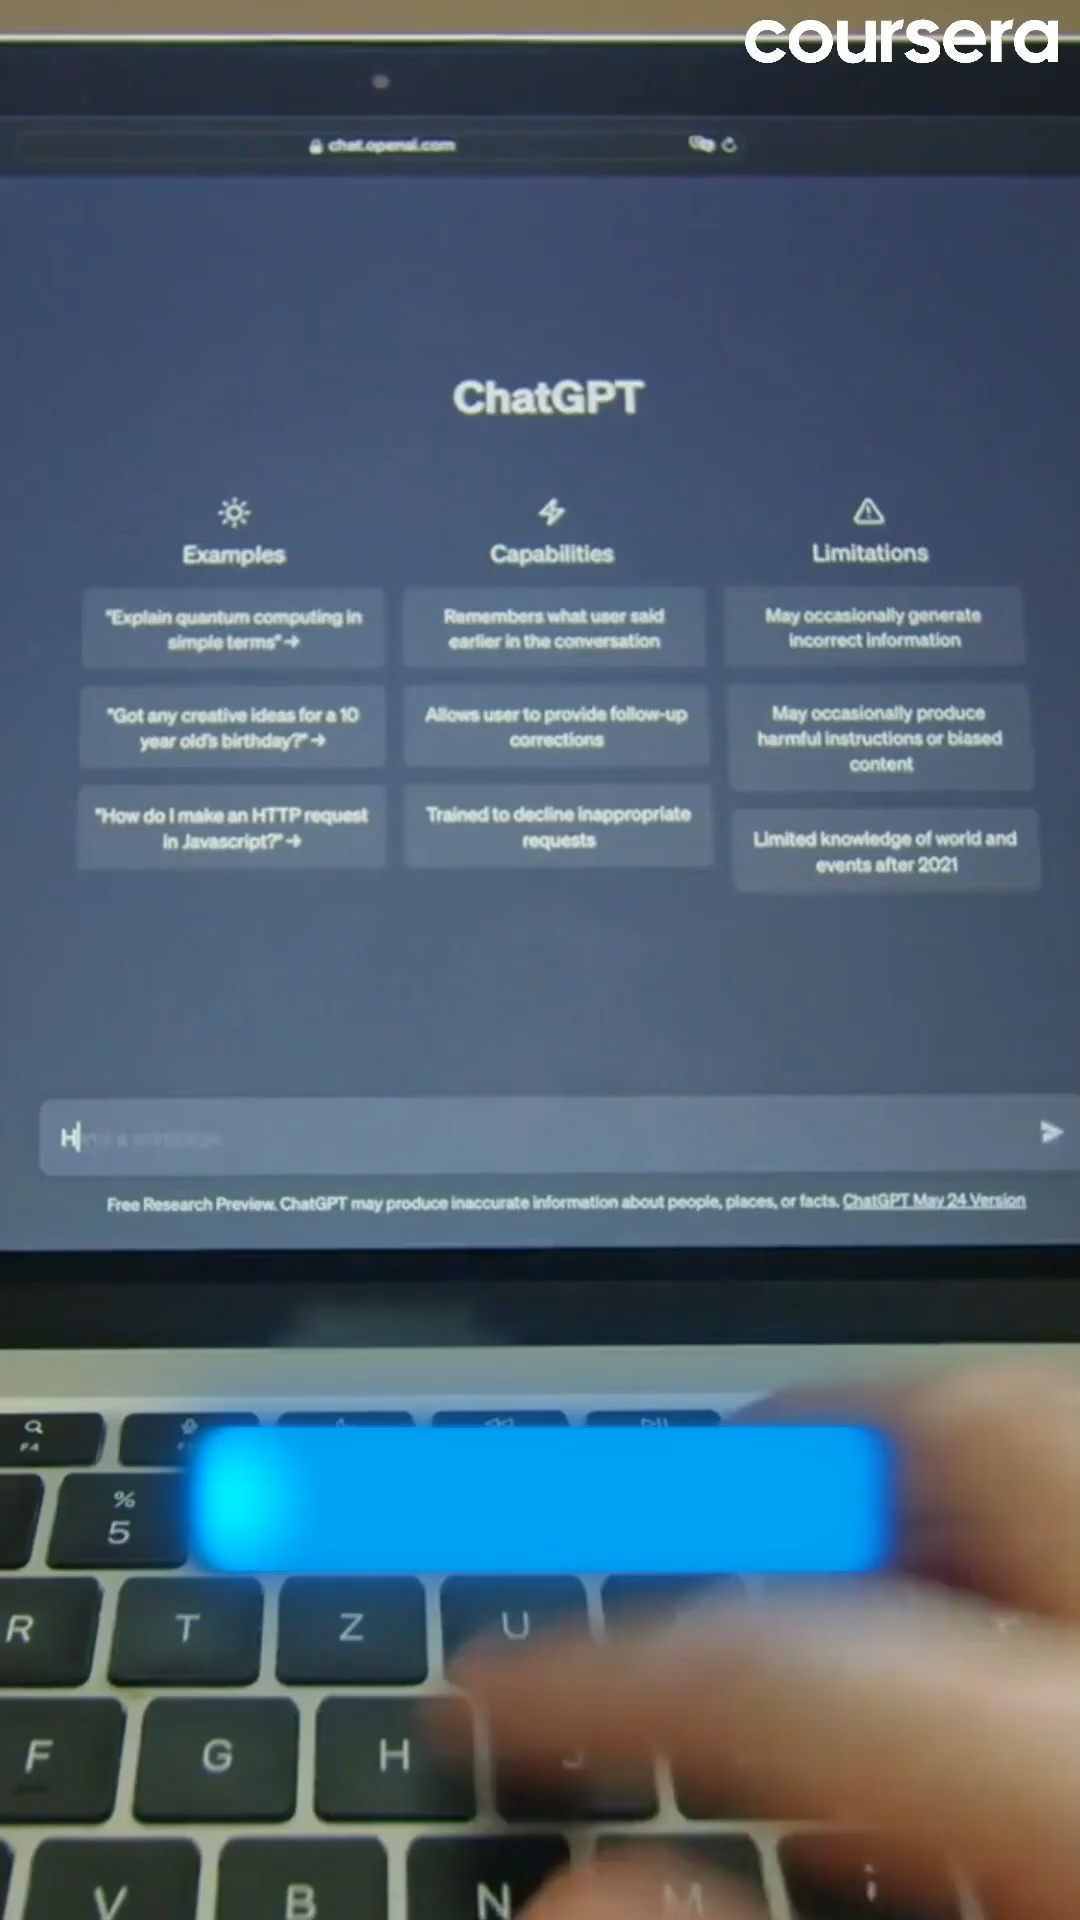 coursera
chat.openai.com
ChatGPT
Examples
"Explain quantum computing in
simple terms" →
"Got any creative ideas for a 10
year old's birthday?" →
"How do I make an HTTP request
in Javascript?" →
Capabilities
Remembers what user said
earlier in the conversation
Allows user to provide follow-up
corrections
Trained to decline inappropriate
requests
Limitations
May occasionally generate
incorrect information
May occasionally produce
harmful instructions or biased
content
Limited knowledge of world and
events after 2021
H
Free Research Preview. ChatGPT may produce inaccurate information about people, places, or facts. ChatGPT May 24 Version
F4
%
5
R T Z U
F G H J
V B N M